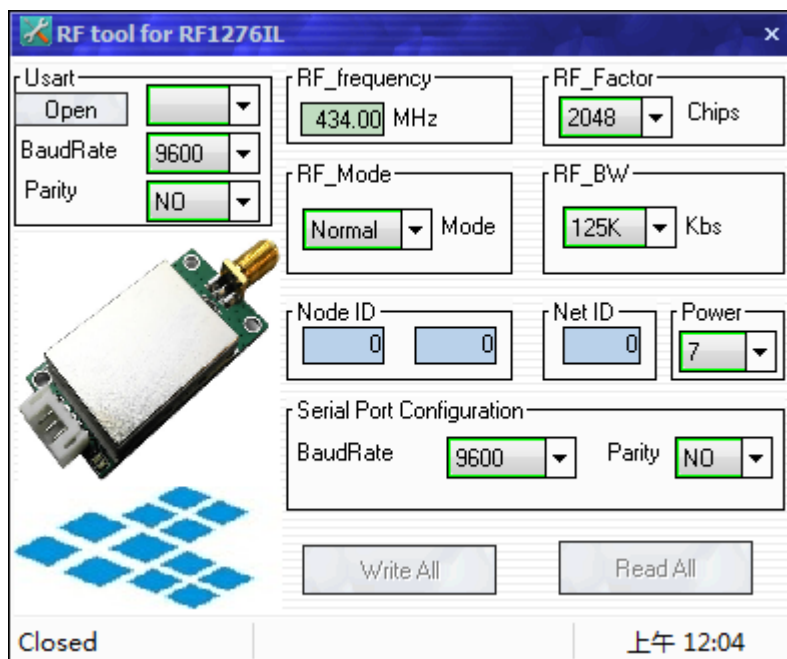 RF tool for RF1276IL
Usart
Open
BaudRate 9600
Parity NO
RF_frequency
434.00 MHz
RF_Factor
2048 Chips
RF_Mode
Normal Mode
RF_BW
125K Kbs
Node ID
0 0
Net ID
0
Power
7
Serial Port Configuration
BaudRate 9600 Parity NO
Write All Read All
Closed 上午 12:04